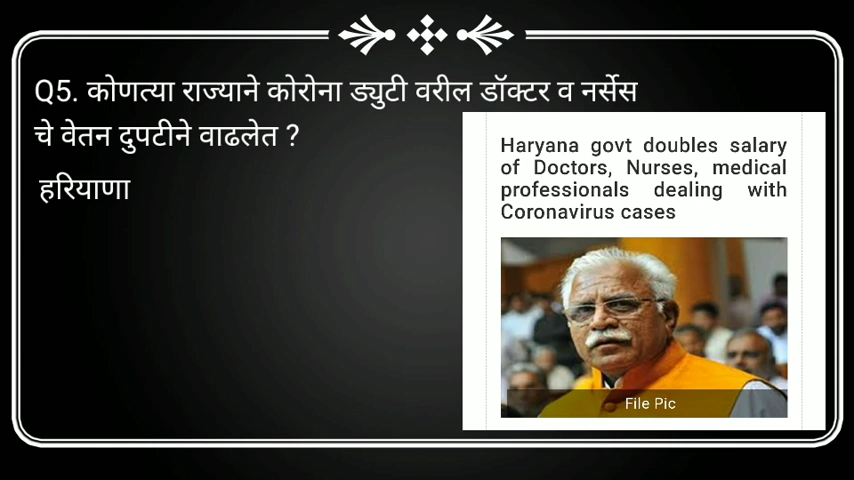 Q5. कोणत्या राज्याने कोरोना ड्युटी वरील डॉक्टर व नर्सेस
चे वेतन दुपटीने वाढलेत ?
हरियाणा
Haryana govt doubles salary
of Doctors, Nurses, medical
professionals dealing with
Coronavirus cases
File Pic